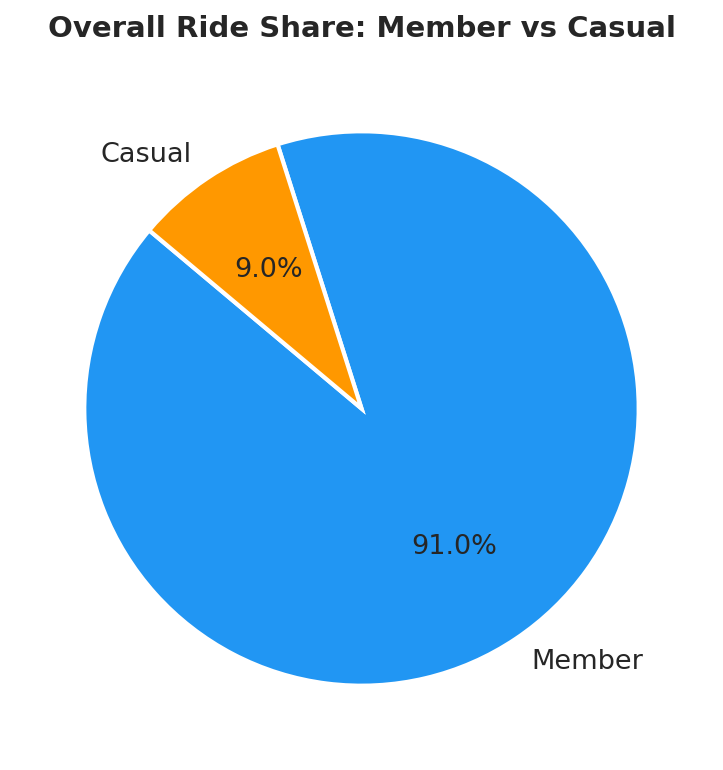 Overall Ride Share: Member vs Casual
Casual
9.0%
91.0%
Member